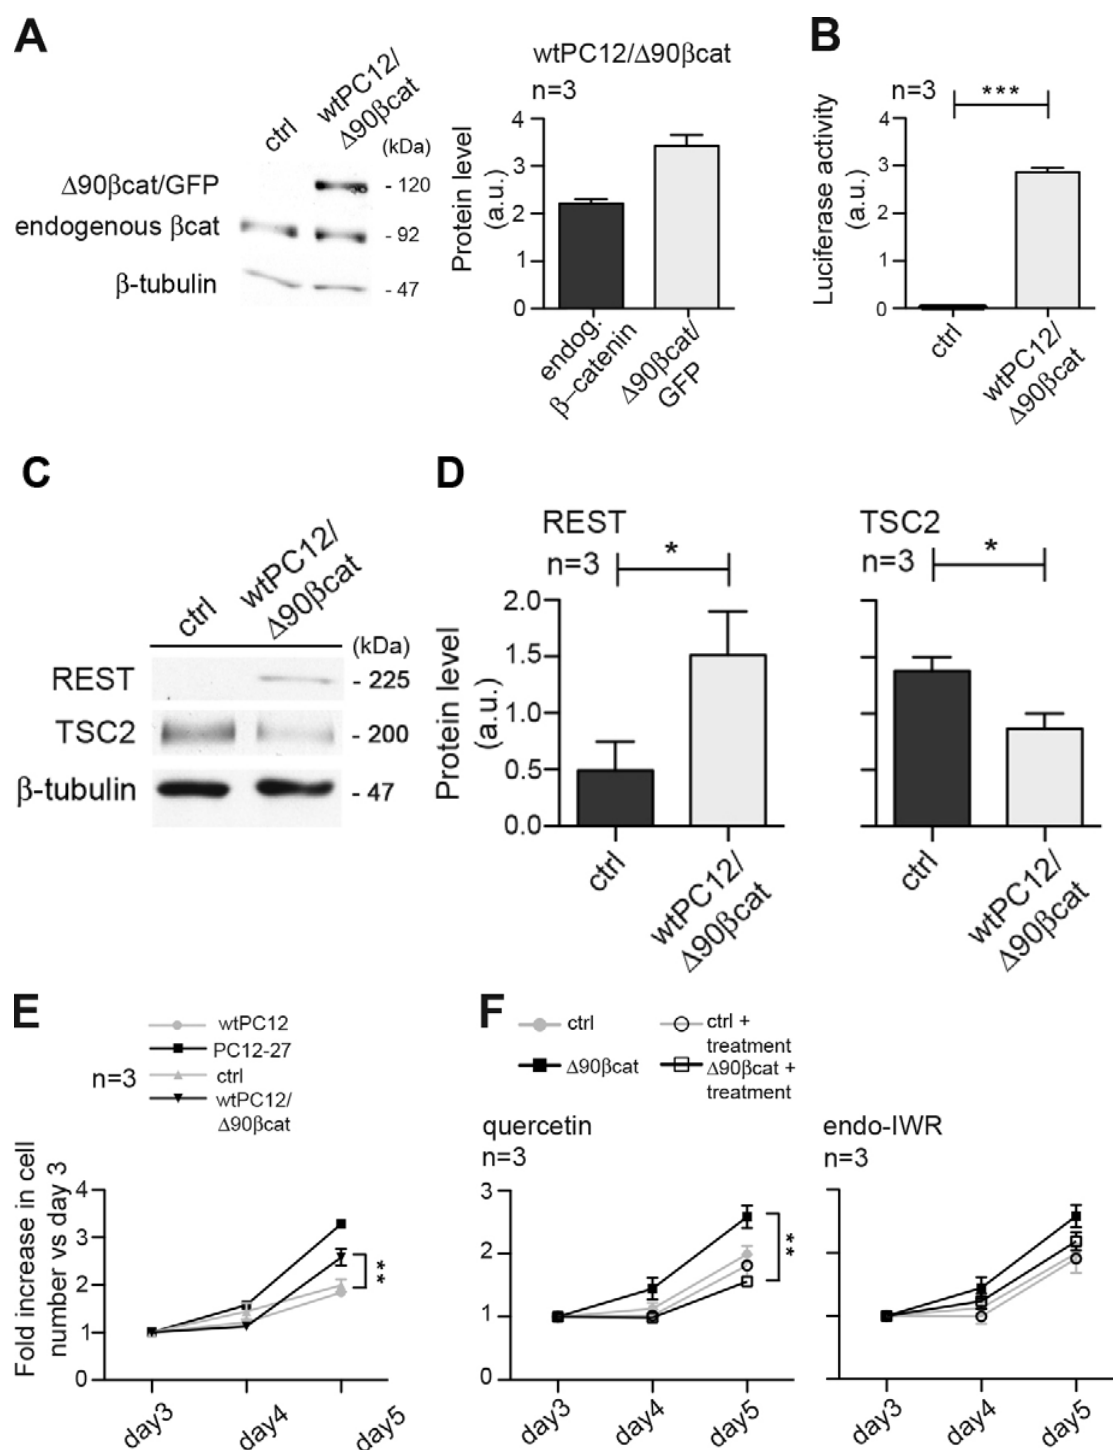 A
ctrl
wtPC12/
Δ90βcat
(kDa)
Δ90βcat/GFP
- 120
endogenous βcat
- 92
β-tubulin
- 47
wtPC12/Δ90βcat
n=3
Protein level
(a.u.)
4
3
2
1
0
endog.
β–catenin
Δ90βcat/
GFP
B
n=3
***
Luciferase activity
(a.u.)
4
3
2
1
0
ctrl
wtPC12/
Δ90βcat
C
ctrl
wtPC12/
Δ90βcat
(kDa)
REST
- 225
TSC2
- 200
β-tubulin
- 47
D
REST
n=3
*
Protein level
(a.u.)
2.0
1.5
1.0
0.5
0.0
ctrl
wtPC12/
Δ90βcat
TSC2
n=3
*
ctrl
wtPC12/
Δ90βcat
E
wtPC12
PC12-27
ctrl
wtPC12/
Δ90βcat
n=3
Fold increase in cell
number vs day 3
4
3
2
1
0
**
day3
day4
day5
F
ctrl
Δ90βcat
ctrl +
treatment
Δ90βcat +
treatment
quercetin
n=3
3
2
1
0
**
day3
day4
day5
endo-IWR
n=3
day3
day4
day5